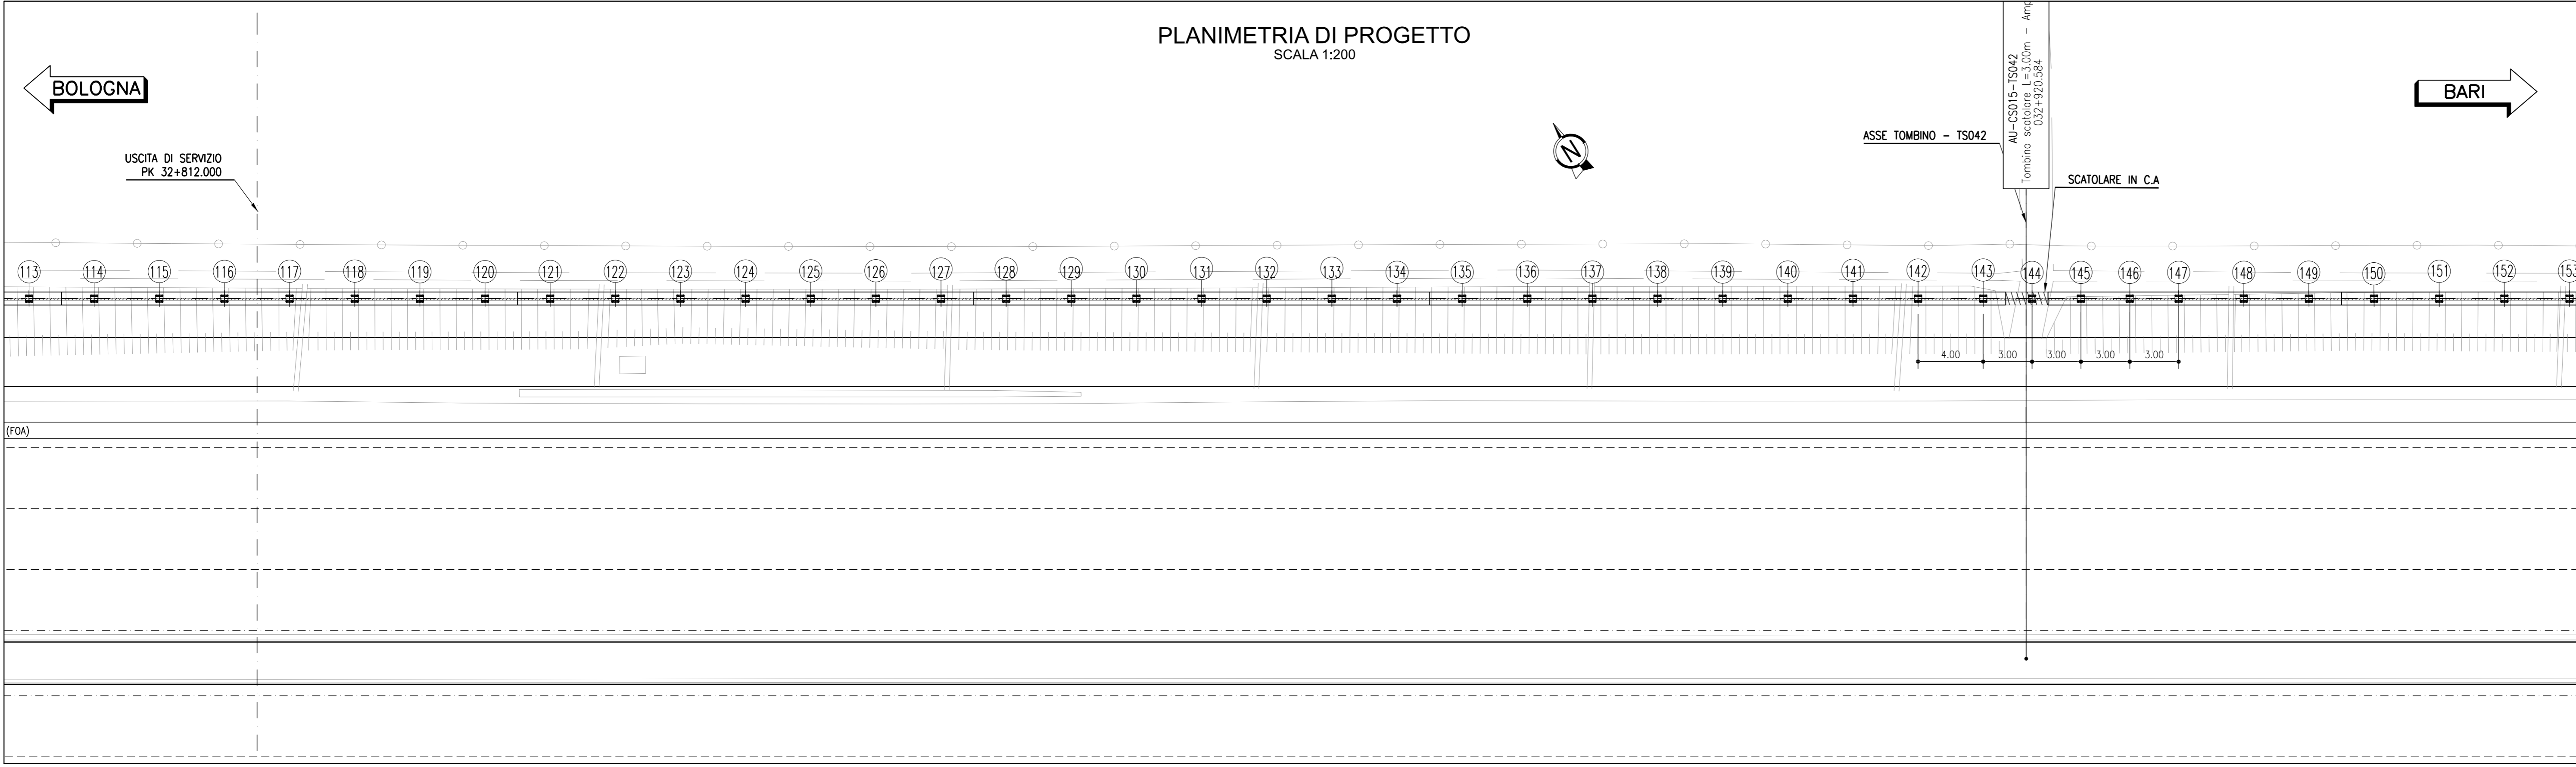 PLANIMETRIA DI PROGETTO
SCALA 1:200
BOLOGNA
BARI
USCITA DI SERVIZIO
PK 32+812.000
N
ASSE TOMBINO - TS042
AU-CS015-TS042
Tombino scatolare L=3.00m - Amp
032+920.584
SCATOLARE IN C.A
113 114 115 116 117 118 119 120 121 122 123 124 125 126 127 128 129 130 131 132 133 134 135 136 137 138 139 140 141 142 143 144 145 146 147 148 149 150 151 152 153
4.00 3.00 3.00 3.00 3.00
(FOA)